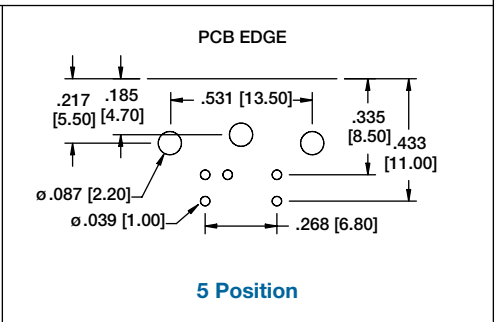 PCB EDGE
.217
[5.50]
.185
[4.70]
.531 [13.50]
.335
[8.50]
.433
[11.00]
ø.087 [2.20]
ø.039 [1.00]
.268 [6.80]
5 Position